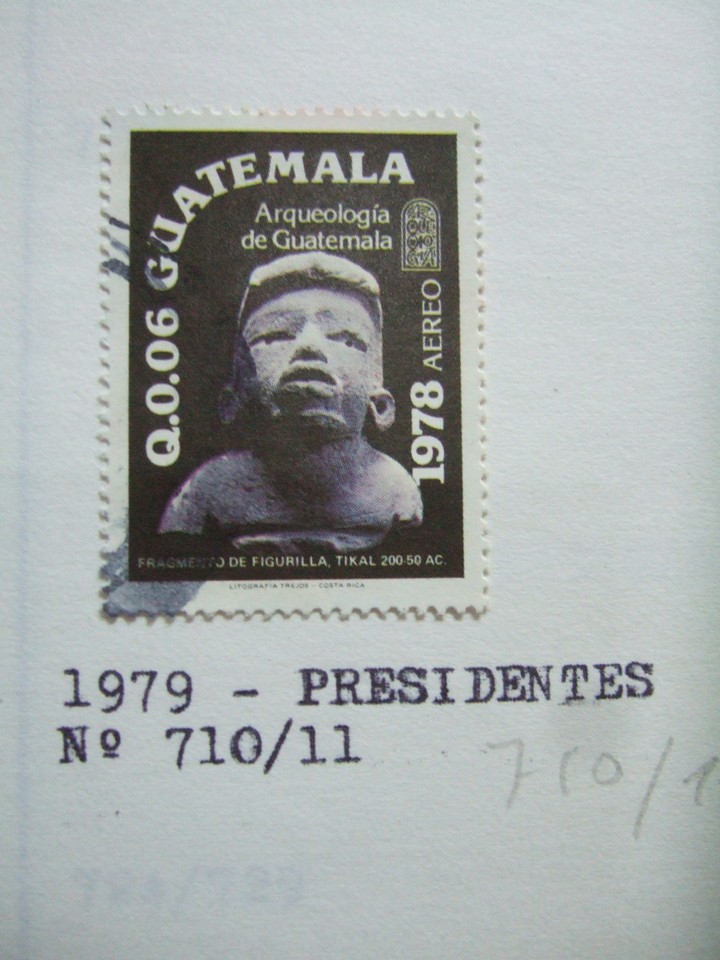 GUATEMALA
Arqueología
de Guatemala
Q.0.06
1978 AEREO
FRAGMENTO DE FIGURILLA, TIKAL 200-50 AC.
LITOGRAFIA TREJOS - COSTA RICA
1979 - PRESIDENTES
Nº 710/11
710/1